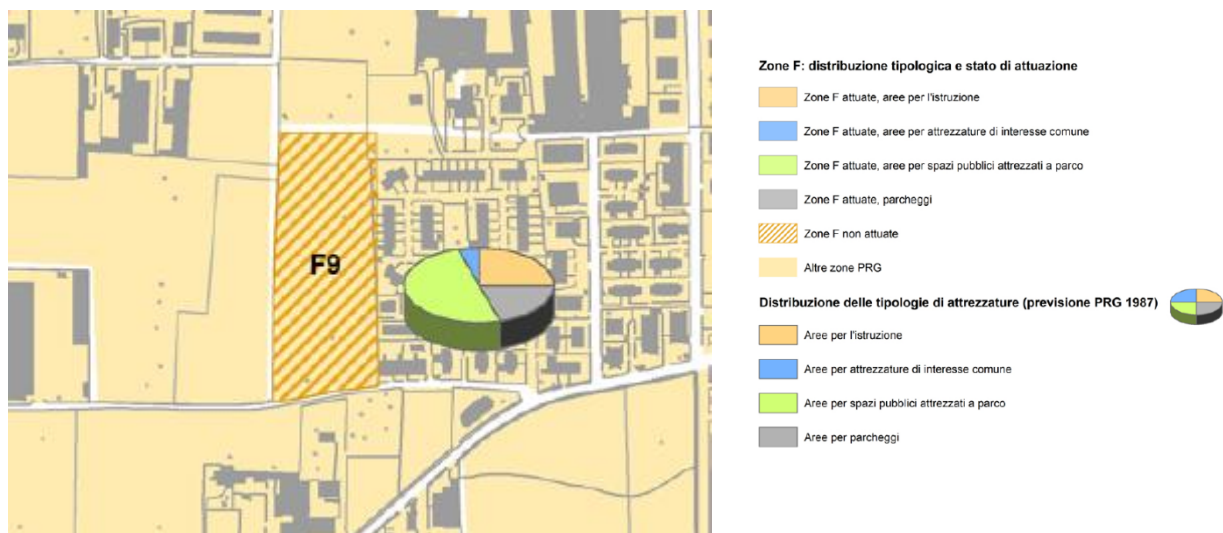 F9
Zone F: distribuzione tipologica e stato di attuazione
Zone F attuate, aree per l'istruzione
Zone F attuate, aree per attrezzature di interesse comune
Zone F attuate, aree per spazi pubblici attrezzati a parco
Zone F attuate, parcheggi
Zone F non attuate
Altre zone PRG
Distribuzione delle tipologie di attrezzature (previsione PRG 1987)
Aree per l'istruzione
Aree per attrezzature di interesse comune
Aree per spazi pubblici attrezzati a parco
Aree per parcheggi